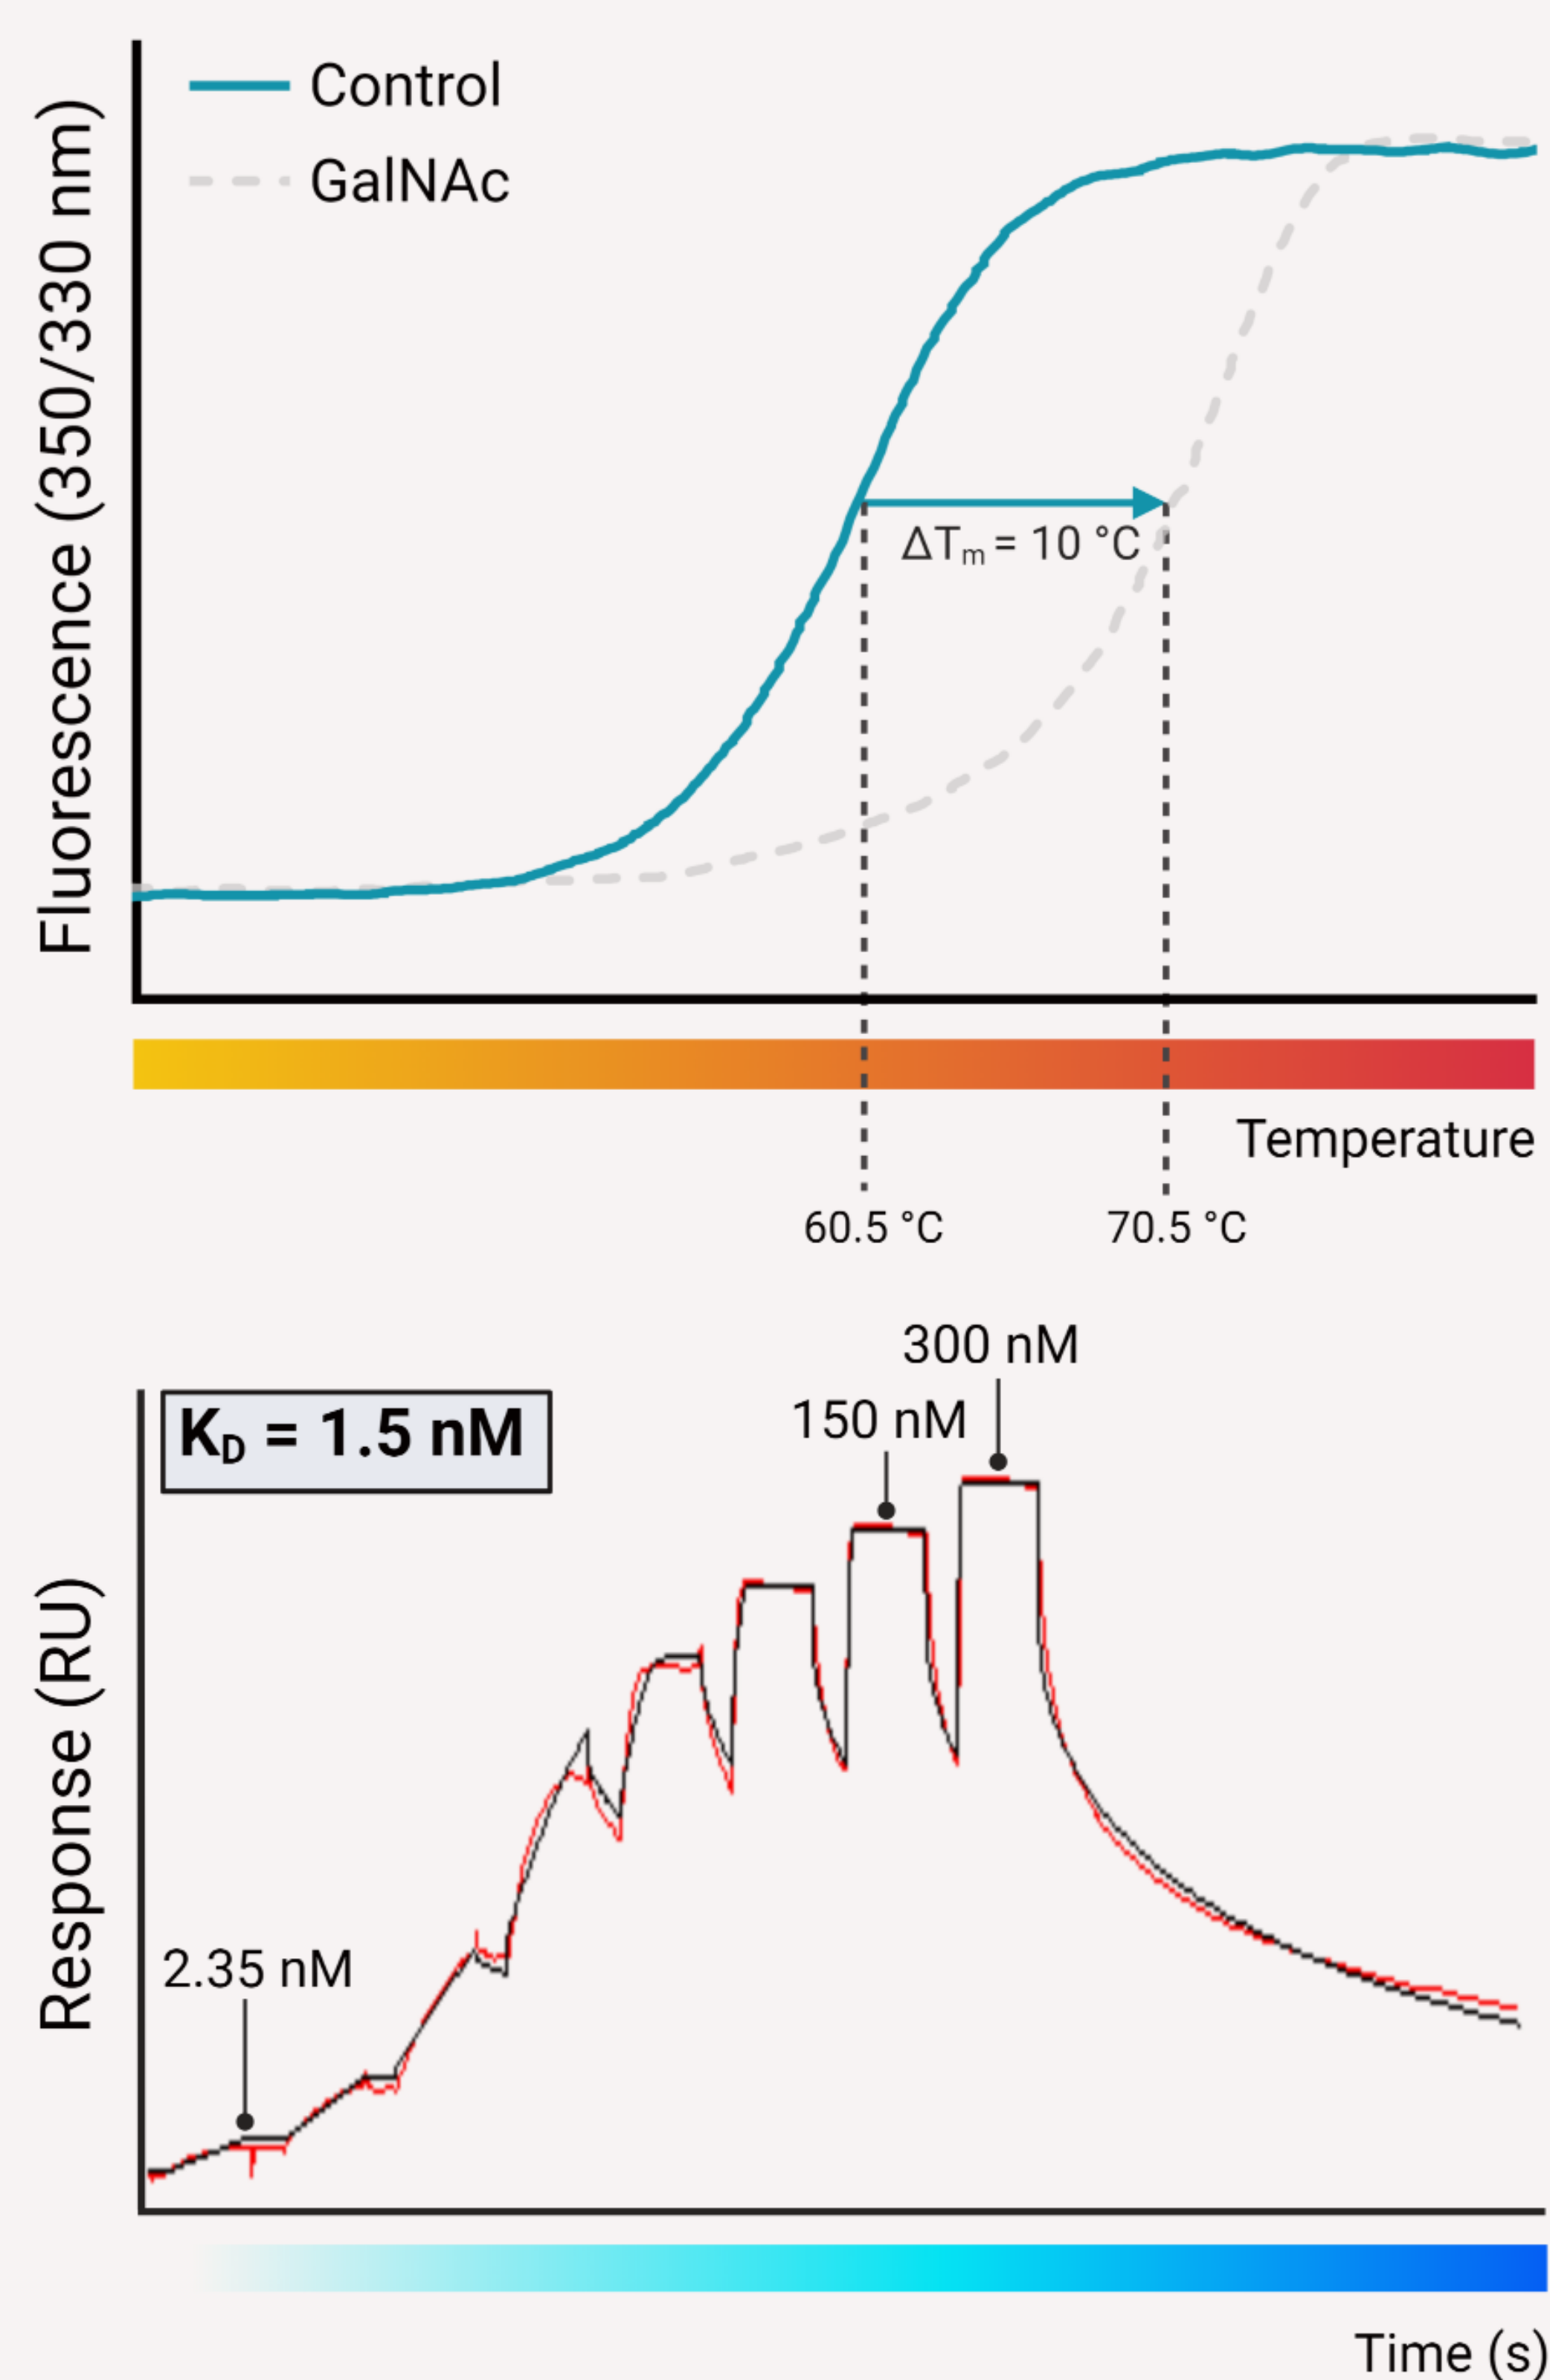 Control
GalNAc
Fluorescence (350/330 nm)
ΔTm = 10 °C
Temperature
60.5 °C
70.5 °C
300 nM
150 nM
KD = 1.5 nM
Response (RU)
2.35 nM
Time (s)